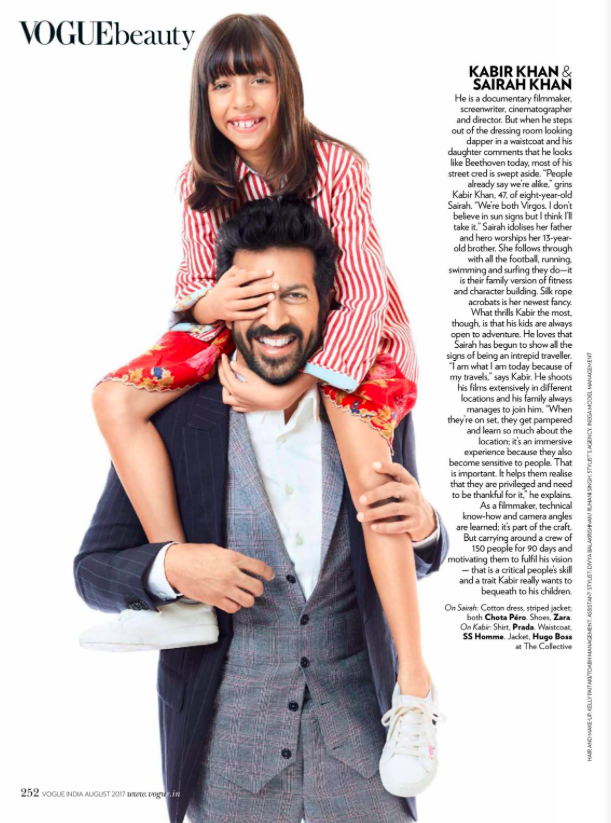 VOGUEbeauty
KABIR KHAN &
SAIRAH KHAN
He is a documentary filmmaker,
screenwriter, cinematographer
and director. But when he steps
out of the dressing room looking
dapper in a waistcoat and his
daughter comments that he looks
like Beethoven today, most of his
street cred is swept aside. “People
already say we’re alike,” grins
Kabir Khan, 47, of eight-year-old
Sairah. “We’re both Virgos. I don’t
believe in sun signs but I think I’ll
take it.” Sairah idolises her father
and hero worships her 13-year-
old brother. She follows through
with all the football, running,
swimming and surfing they do—it
is their family version of fitness
and character building. Silk rope
acrobats is her newest fancy.
What thrills Kabir the most,
though, is that his kids are always
open to adventure. He loves that
Sairah has begun to show all the
signs of being an intrepid traveller.
“I am what I am today because of
my travels,” says Kabir. He shoots
his films extensively in different
locations and his family always
manages to join him. “When
they’re on set, they get pampered
and learn so much about the
location; it’s an immersive
experience because they also
become sensitive to people. That
is important. It helps them realise
that they are privileged and need
to be thankful for it,” he explains.
As a filmmaker, technical
know-how and camera angles
are learned; it’s part of the craft.
But carrying around a crew of
150 people for 90 days and
motivating them to fulfil his vision
— that is a critical people’s skill
and a trait Kabir really wants to
bequeath to his children.
On Sairah: Cotton dress, striped jacket;
both Chota Péro. Shoes, Zara.
On Kabir: Shirt, Prada. Waistcoat,
SS Homme. Jacket, Hugo Boss
at The Collective
252 VOGUE INDIA AUGUST 2017 www.vogue.in